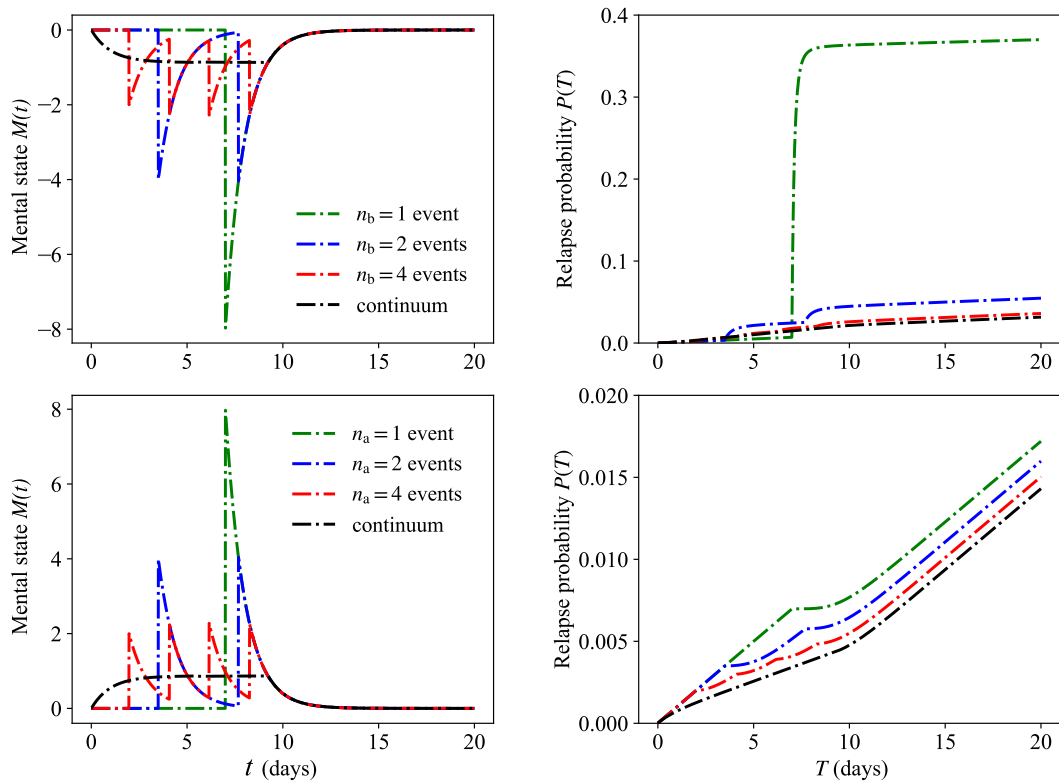 Mental state M(t)
0
−2
−4
−6
−8
n_b = 1 event
n_b = 2 events
n_b = 4 events
continuum
0 5 10 15 20
Relapse probability P(T)
0.4
0.3
0.2
0.1
0.0
0 5 10 15 20
Mental state M(t)
8
6
4
2
0
n_a = 1 event
n_a = 2 events
n_a = 4 events
continuum
0 5 10 15 20
t (days)
Relapse probability P(T)
0.020
0.015
0.010
0.005
0.000
0 5 10 15 20
T (days)